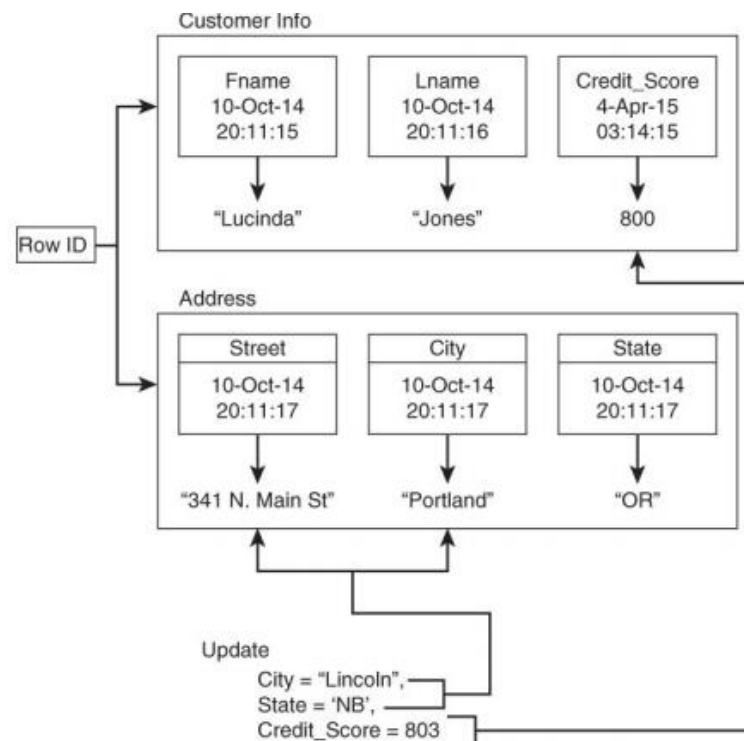 Customer Info
Fname
10-Oct-14
20:11:15
Lname
10-Oct-14
20:11:16
Credit_Score
4-Apr-15
03:14:15
“Lucinda”
“Jones”
800
Row ID
Address
Street
10-Oct-14
20:11:17
City
10-Oct-14
20:11:17
State
10-Oct-14
20:11:17
“341 N. Main St”
“Portland”
“OR”
Update
City = “Lincoln”,
State = ‘NB’,
Credit_Score = 803